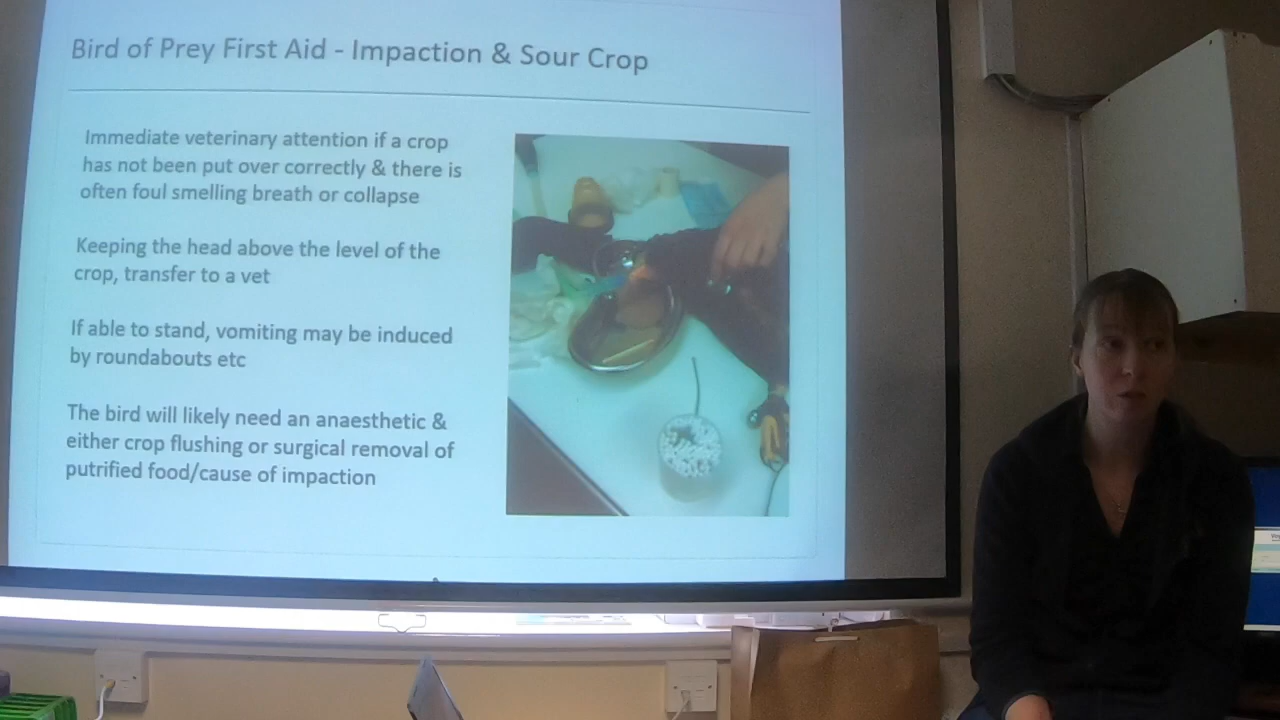 Bird of Prey First Aid - Impaction & Sour Crop
Immediate veterinary attention if a crop
has not been put over correctly & there is
often foul smelling breath or collapse
Keeping the head above the level of the
crop, transfer to a vet
If able to stand, vomiting may be induced
by roundabouts etc
The bird will likely need an anaesthetic &
either crop flushing or surgical removal of
putrified food/cause of impaction